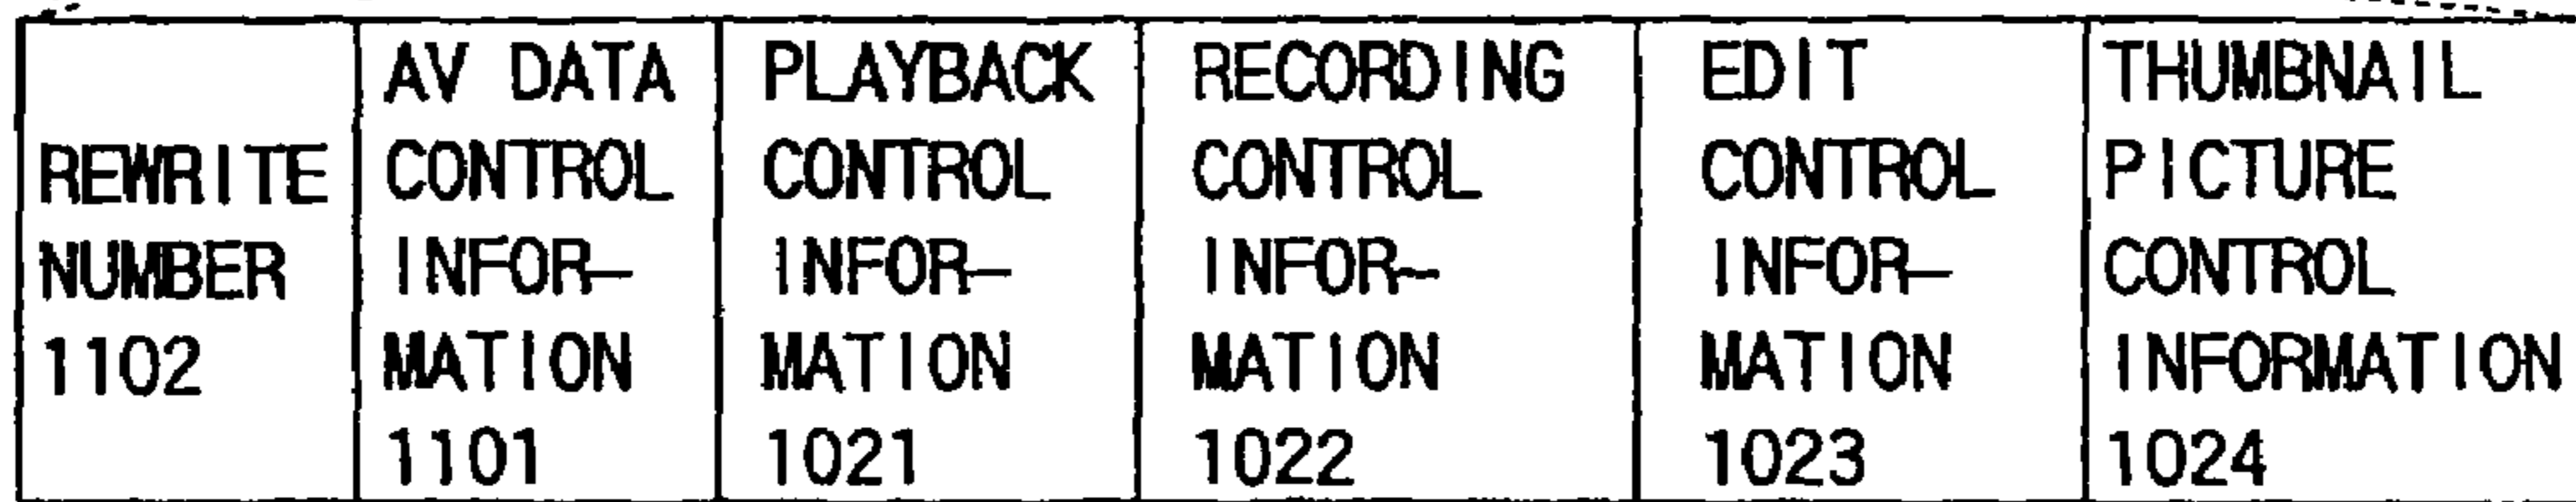 REWRITE
NUMBER
1102
AV DATA
CONTROL
INFOR-
MATION
1101
PLAYBACK
CONTROL
INFOR-
MATION
1021
RECORDING
CONTROL
INFOR-
MATION
1022
EDIT
CONTROL
INFOR-
MATION
1023
THUMBNAIL
PICTURE
CONTROL
INFORMATION
1024